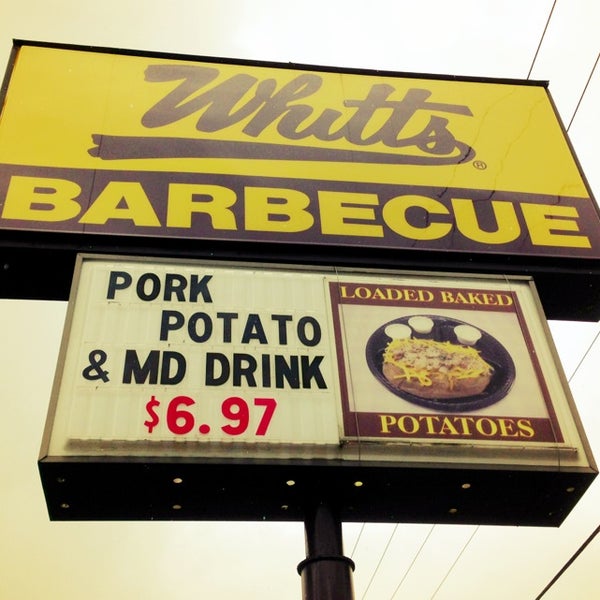 Whitt's ®
BARBECUE
PORK
POTATO
& MD DRINK
$6.97
LOADED BAKED
POTATOES